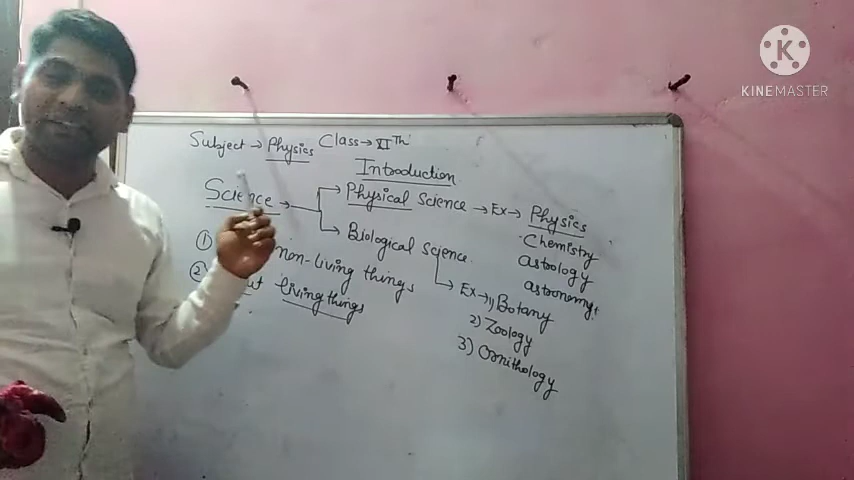 KINEMASTER
Subject → Physics Class → XI Th
Introduction
Science → Physical Science → Ex → Physics
Chemistry
Astrology
astronomy.
Biological Science.
Ex → 1) Botany
2) Zoology
3) Ornithology
1) non-living things
2) living things